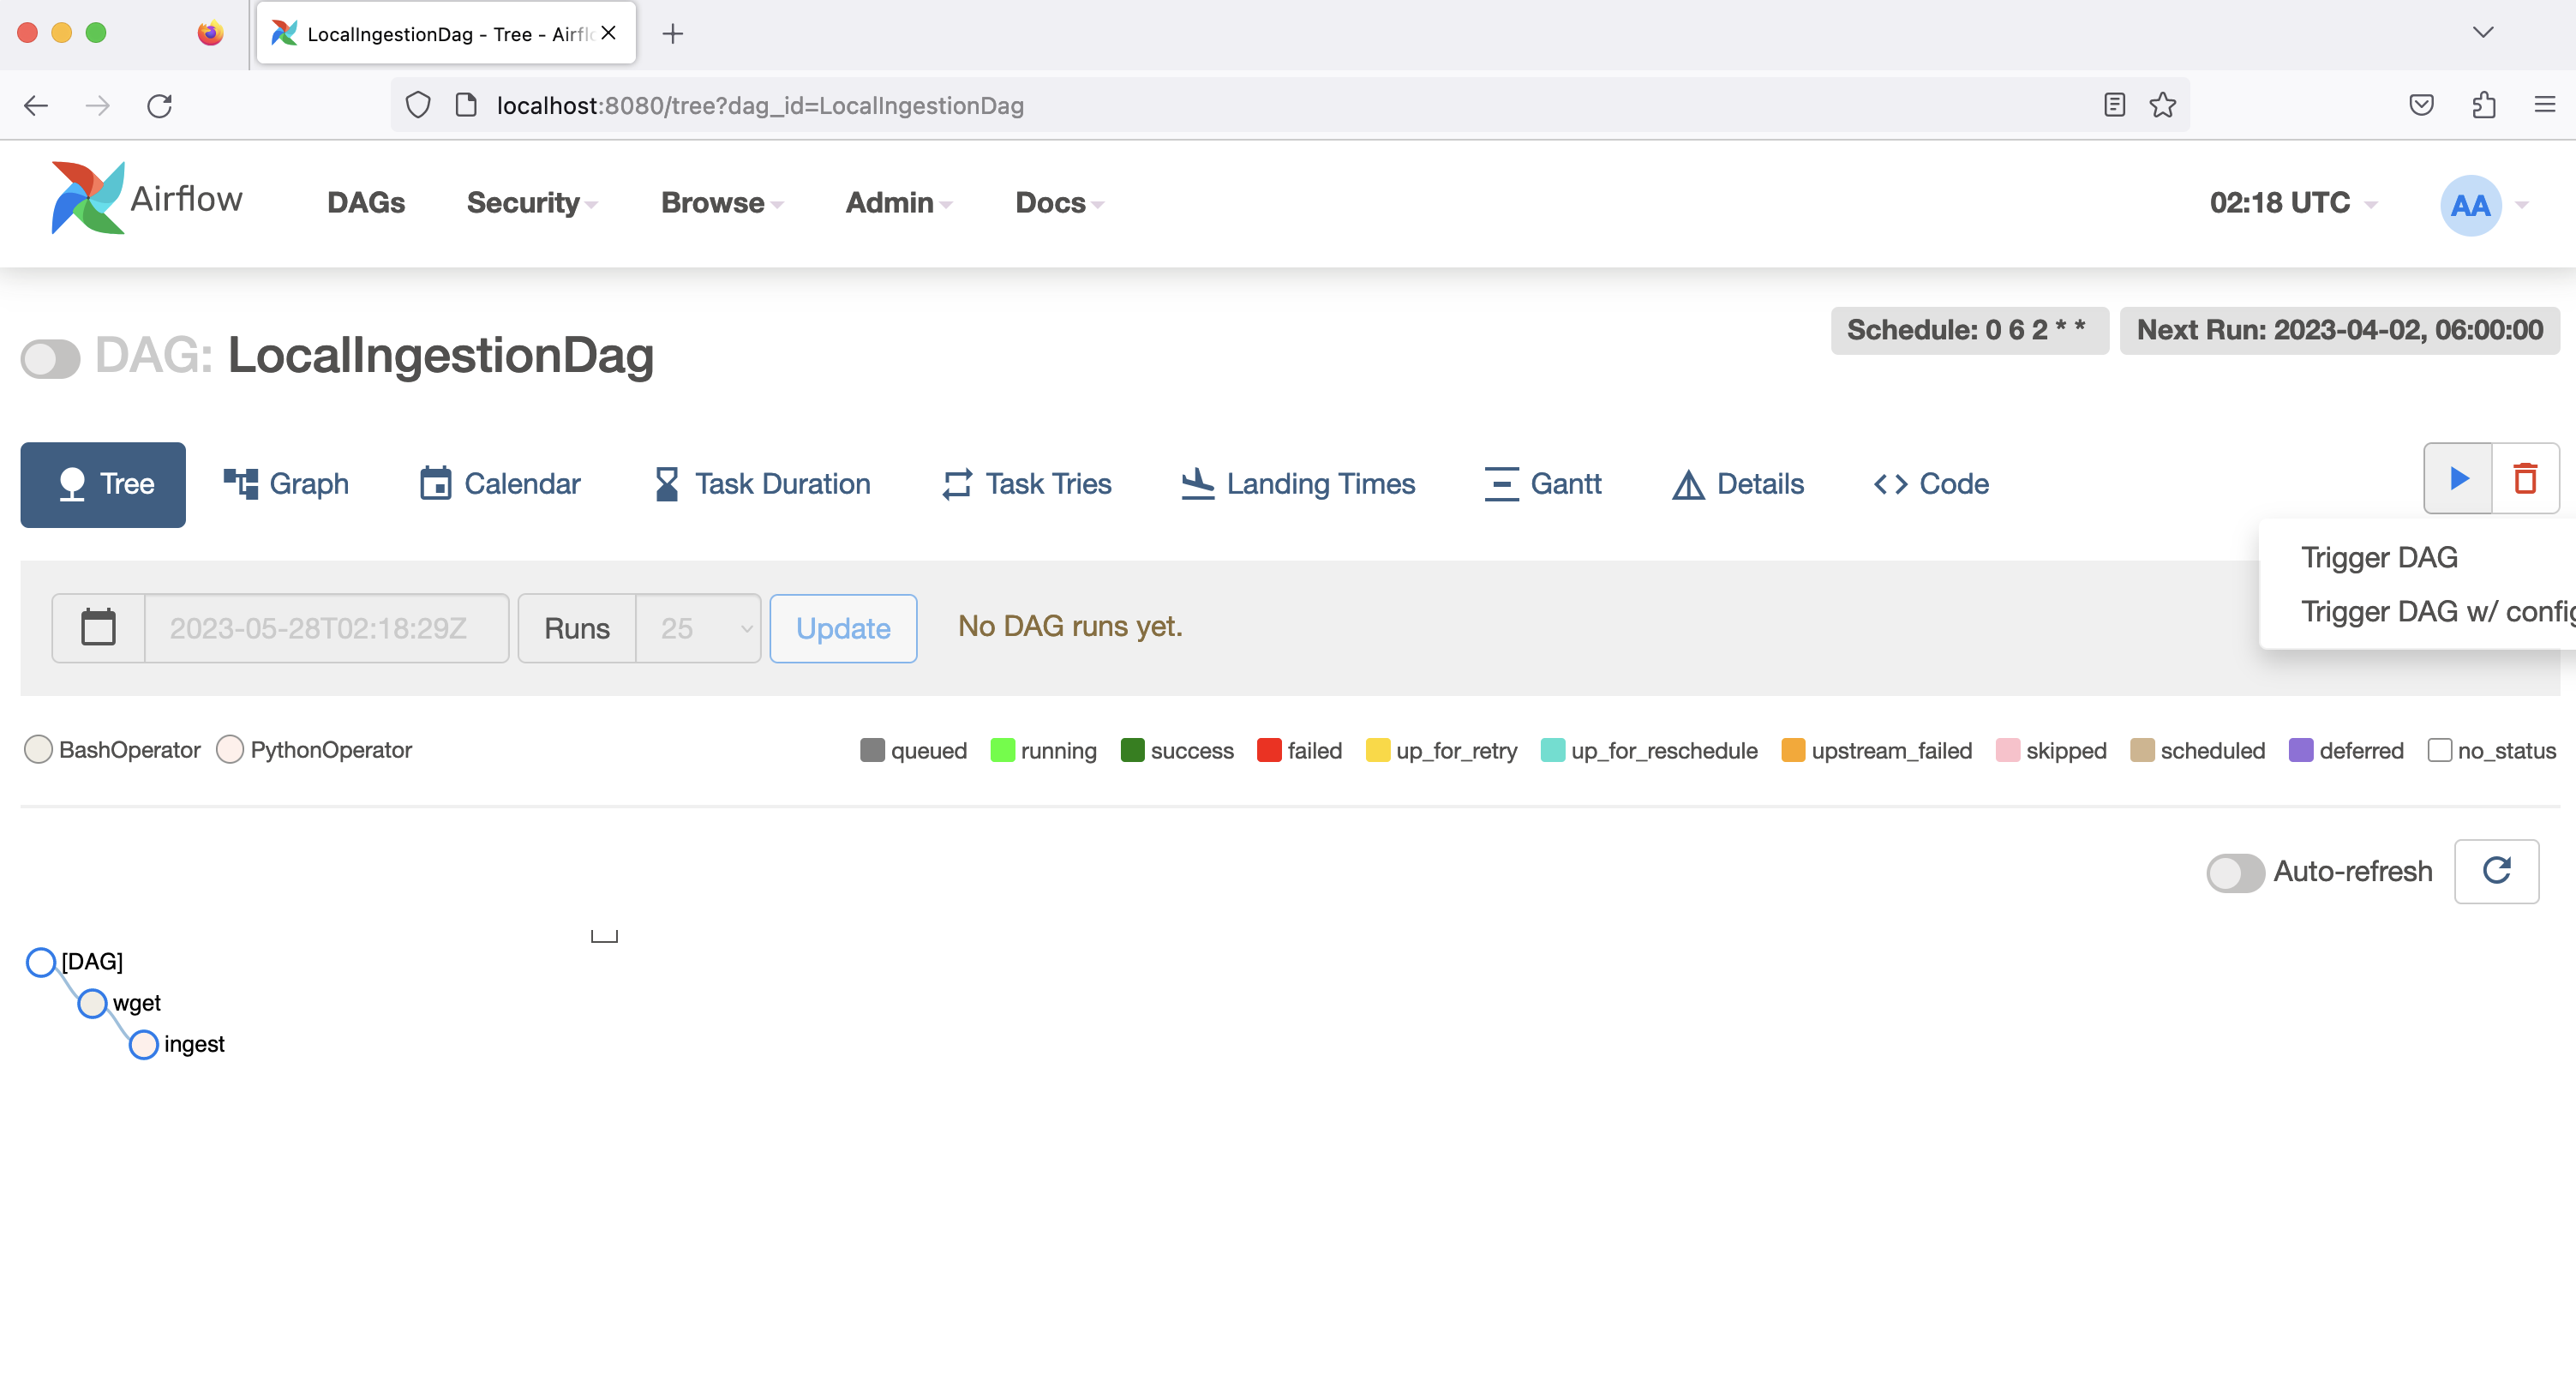 LocalIngestionDag - Tree - Airflo
localhost:8080/tree?dag_id=LocalIngestionDag
Airflow DAGs Security Browse Admin Docs 02:18 UTC AA
Schedule: 0 6 2 * * Next Run: 2023-04-02, 06:00:00
DAG: LocalIngestionDag
Tree Graph Calendar Task Duration Task Tries Landing Times Gantt Details Code
Trigger DAG
Trigger DAG w/ config
2023-05-28T02:18:29Z Runs 25 Update No DAG runs yet.
BashOperator PythonOperator queued running success failed up_for_retry up_for_reschedule upstream_failed skipped scheduled deferred no_status
Auto-refresh
[DAG]
wget
ingest